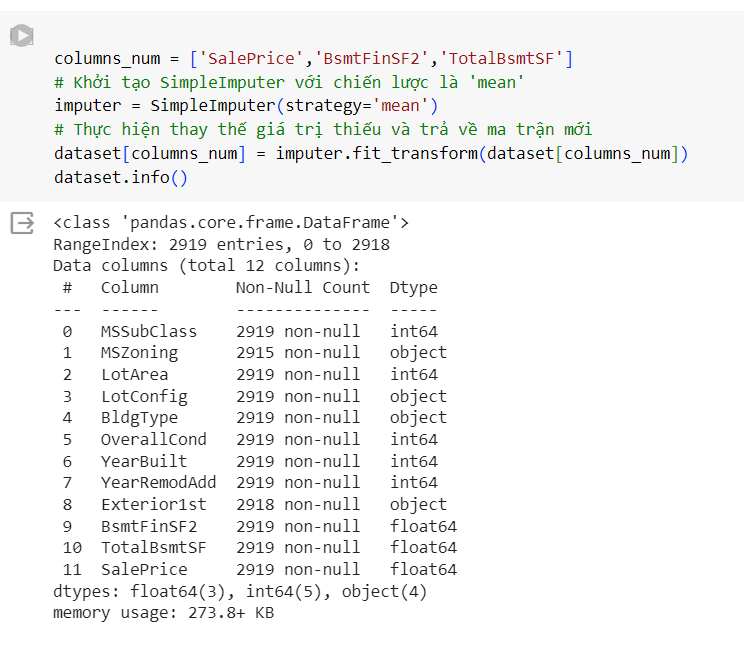 columns_num = ['SalePrice','BsmtFinSF2','TotalBsmtSF']
# Khởi tạo SimpleImputer với chiến lược là 'mean'
imputer = SimpleImputer(strategy='mean')
# Thực hiện thay thế giá trị thiếu và trả về ma trận mới
dataset[columns_num] = imputer.fit_transform(dataset[columns_num])
dataset.info()
<class 'pandas.core.frame.DataFrame'>
RangeIndex: 2919 entries, 0 to 2918
Data columns (total 12 columns):
 #   Column        Non-Null Count  Dtype
---  ------        --------------  -----
 0   MSSubClass    2919 non-null   int64
 1   MSZoning      2915 non-null   object
 2   LotArea       2919 non-null   int64
 3   LotConfig     2919 non-null   object
 4   BldgType      2919 non-null   object
 5   OverallCond   2919 non-null   int64
 6   YearBuilt     2919 non-null   int64
 7   YearRemodAdd  2919 non-null   int64
 8   Exterior1st   2918 non-null   object
 9   BsmtFinSF2    2919 non-null   float64
 10  TotalBsmtSF   2919 non-null   float64
 11  SalePrice     2919 non-null   float64
dtypes: float64(3), int64(5), object(4)
memory usage: 273.8+ KB